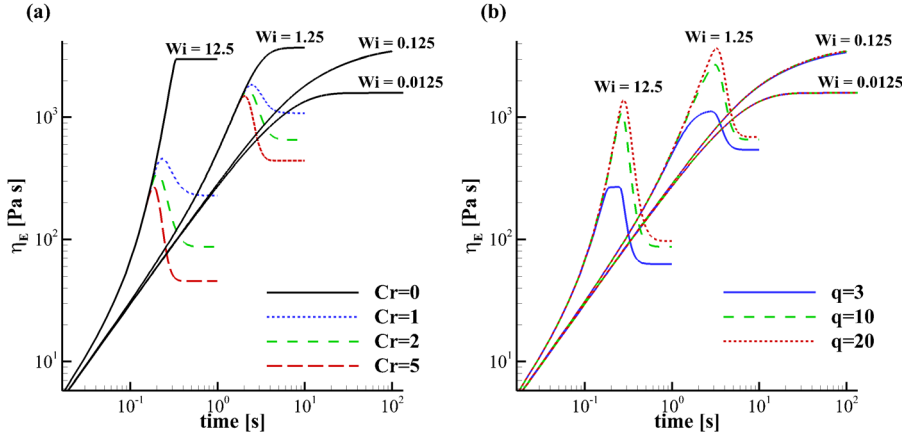 (a)
Wi = 12.5
Wi = 1.25
Wi = 0.125
Wi = 0.0125
10³
10²
10¹
η_E [Pa s]
Cr=0
Cr=1
Cr=2
Cr=5
10⁻¹
10⁰
10¹
10²
time [s]
(b)
Wi = 1.25
Wi = 0.125
Wi = 0.0125
Wi = 12.5
10³
10²
10¹
η_E [Pa s]
q=3
q=10
q=20
10⁻¹
10⁰
10¹
10²
time [s]